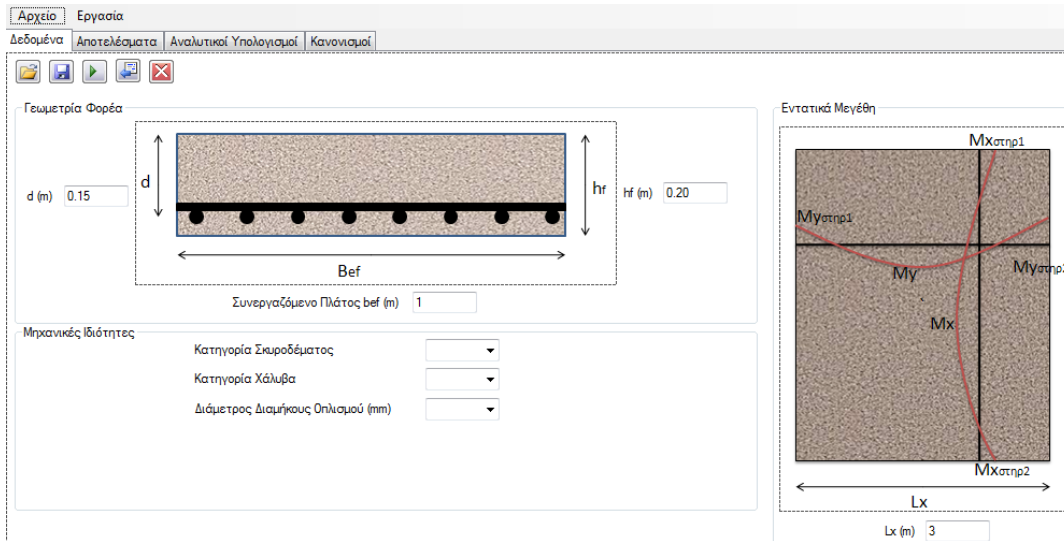 Αρχείο Εργασία
Δεδομένα Αποτελέσματα Αναλυτικοί Υπολογισμοί Κανονισμοί
Γεωμετρία Φορέα
d (m) 0.15
d
hf
hf (m) 0.20
Bef
Συνεργαζόμενο Πλάτος bef (m) 1
Μηχανικές Ιδιότητες
Κατηγορία Σκυροδέματος
Κατηγορία Χάλυβα
Διάμετρος Διαμήκους Οπλισμού (mm)
Εντατικά Μεγέθη
Mxστηρ1
Myστηρ1
My
Myστηρ2
Mx
Mxστηρ2
Lx
Lx (m) 3